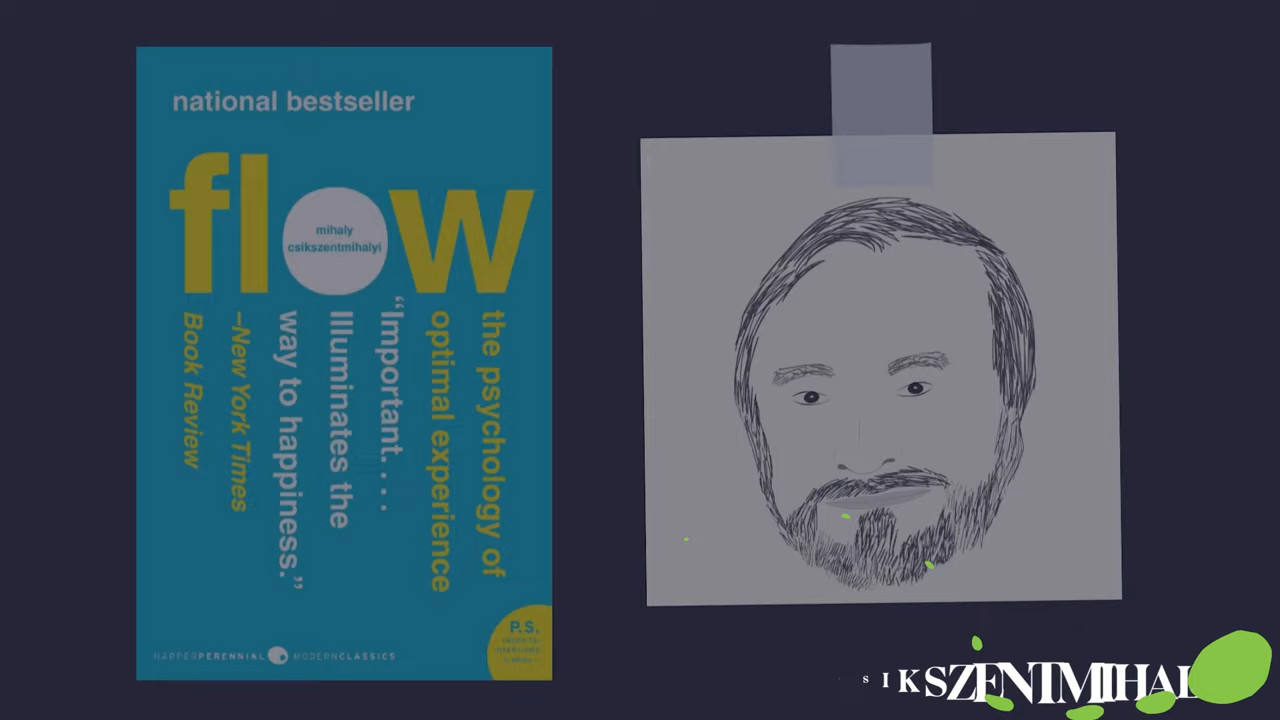 national bestseller
flow
mihaly
csikszentmihalyi
the psychology of
optimal experience
“Important. . . .
Illuminates the
way to happiness.”
–New York Times
Book Review
P.S.
HARPERPERENNIAL MODERNCLASSICS
S IKSZENTMIHAL